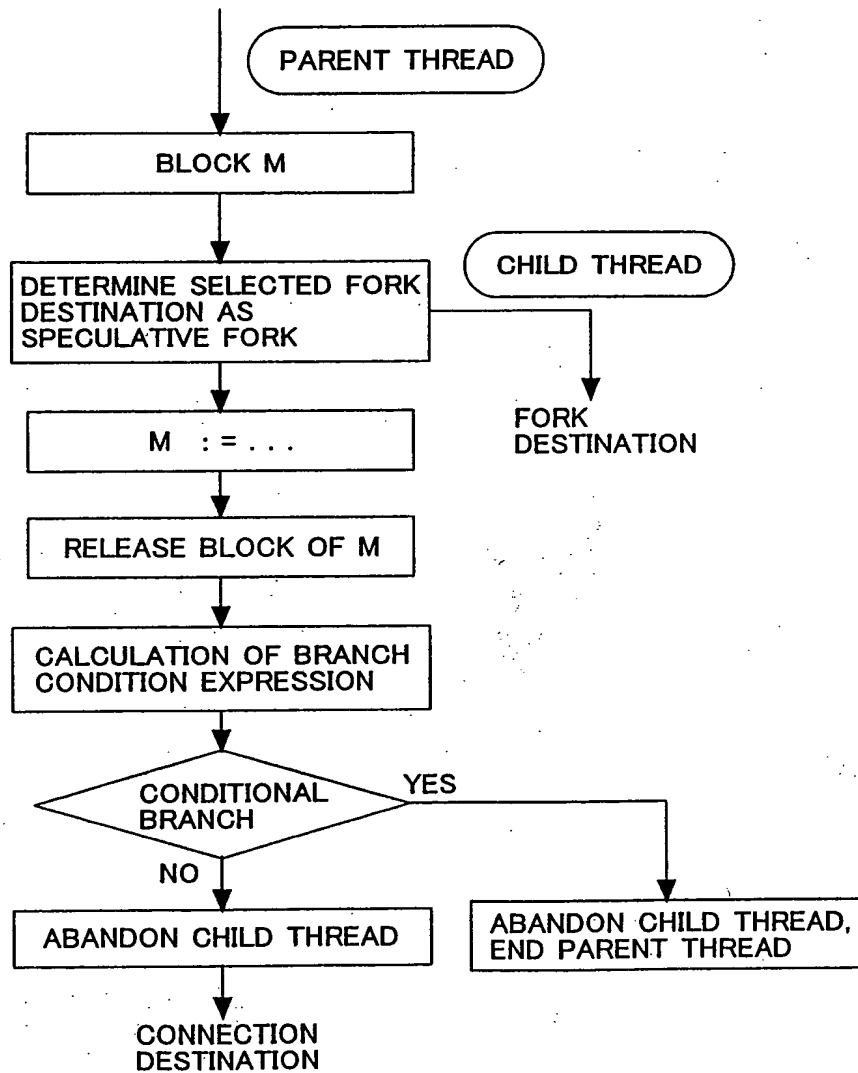 PARENT THREAD
BLOCK M
DETERMINE SELECTED FORK
DESTINATION AS
SPECULATIVE FORK
CHILD THREAD
FORK
DESTINATION
M := ...
RELEASE BLOCK OF M
CALCULATION OF BRANCH
CONDITION EXPRESSION
CONDITIONAL
BRANCH
YES
NO
ABANDON CHILD THREAD
ABANDON CHILD THREAD,
END PARENT THREAD
CONNECTION
DESTINATION